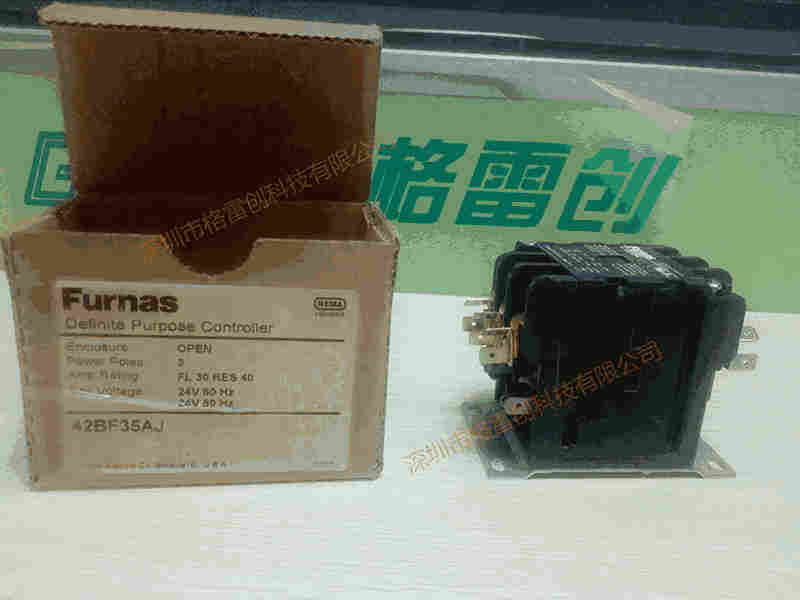 格雷创
深圳市格雷创科技有限公司
Furnas
Definite Purpose Controller
NEMA
Enclosure OPEN
Power Poles 3
Amp Rating FL 30 RES 40
Voltage 24V 60 Hz
24V 50 Hz
42BF35AJ
U.S.A.
深圳市格雷创科技有限公司